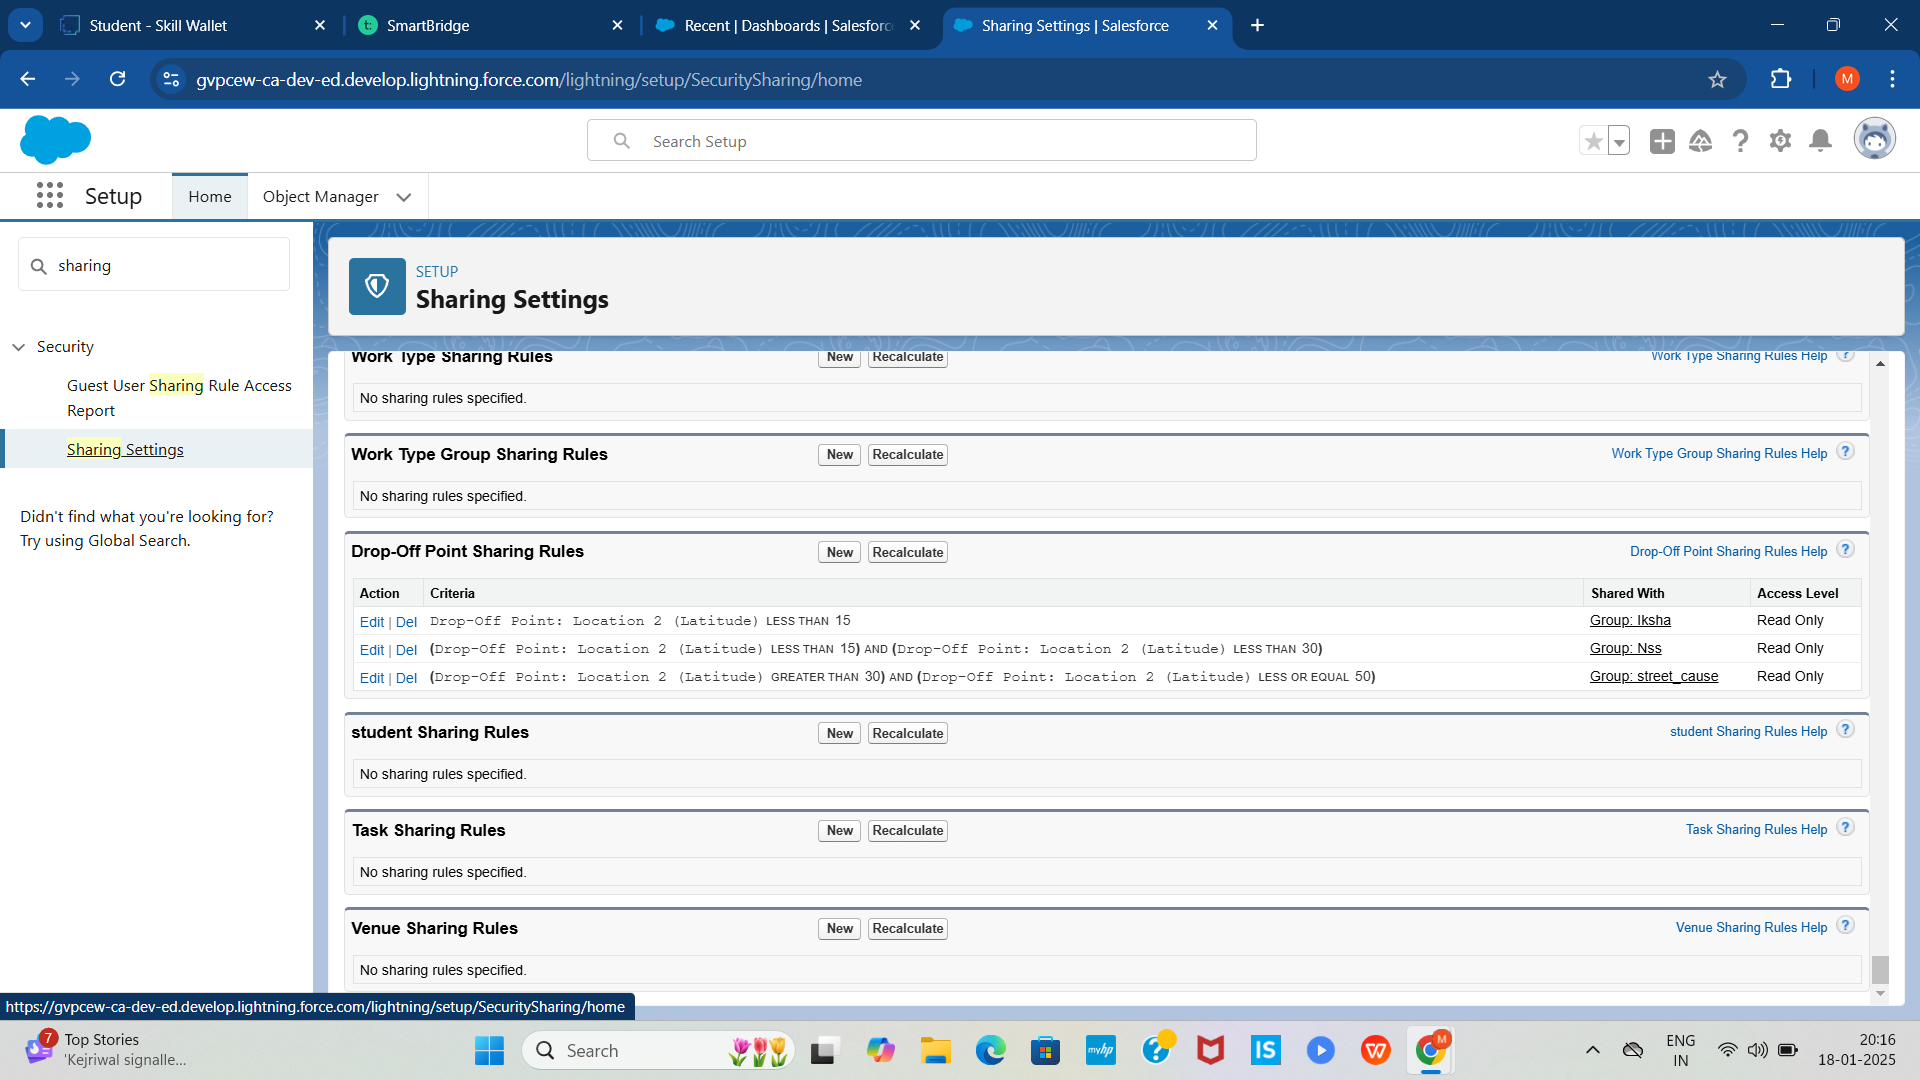 Student - Skill Wallet
SmartBridge
Recent | Dashboards | Salesforc
Sharing Settings | Salesforce
gvpcew-ca-dev-ed.develop.lightning.force.com/lightning/setup/SecuritySharing/home
M
Search Setup
Setup
Home
Object Manager
sharing
Security
Guest User Sharing Rule Access
Report
Sharing Settings
Didn't find what you're looking for?
Try using Global Search.
SETUP
Sharing Settings
Work Type Sharing Rules New Recalculate Work Type Sharing Rules Help ?
No sharing rules specified.
Work Type Group Sharing Rules New Recalculate Work Type Group Sharing Rules Help ?
No sharing rules specified.
Drop-Off Point Sharing Rules New Recalculate Drop-Off Point Sharing Rules Help ?
Action Criteria Shared With Access Level
Edit | Del Drop-Off Point: Location 2 (Latitude) LESS THAN 15 Group: Iksha Read Only
Edit | Del (Drop-Off Point: Location 2 (Latitude) LESS THAN 15) AND (Drop-Off Point: Location 2 (Latitude) LESS THAN 30) Group: Nss Read Only
Edit | Del (Drop-Off Point: Location 2 (Latitude) GREATER THAN 30) AND (Drop-Off Point: Location 2 (Latitude) LESS OR EQUAL 50) Group: street_cause Read Only
student Sharing Rules New Recalculate student Sharing Rules Help ?
No sharing rules specified.
Task Sharing Rules New Recalculate Task Sharing Rules Help ?
No sharing rules specified.
Venue Sharing Rules New Recalculate Venue Sharing Rules Help ?
No sharing rules specified.
https://gvpcew-ca-dev-ed.develop.lightning.force.com/lightning/setup/SecuritySharing/home
7
Top Stories
'Kejriwal signalle...
Search
myhp
IS
M
ENG
IN
20:16
18-01-2025